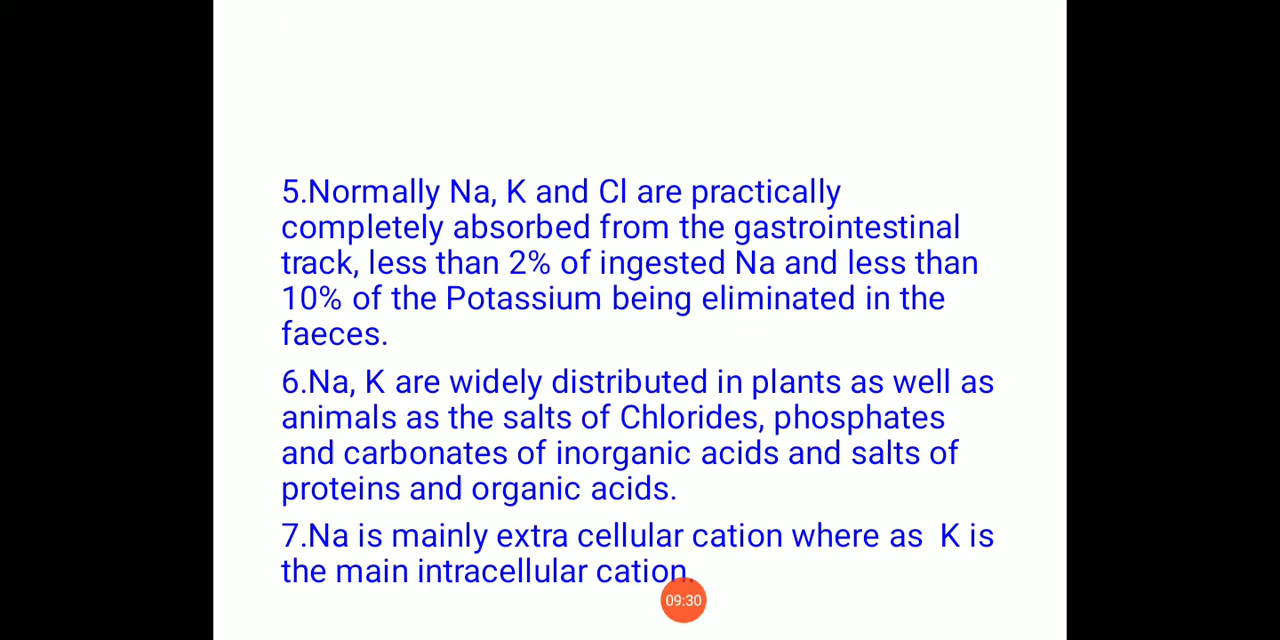 5.Normally Na, K and Cl are practically
completely absorbed from the gastrointestinal
track, less than 2% of ingested Na and less than
10% of the Potassium being eliminated in the
faeces.
6.Na, K are widely distributed in plants as well as
animals as the salts of Chlorides, phosphates
and carbonates of inorganic acids and salts of
proteins and organic acids.
7.Na is mainly extra cellular cation where as  K is
the main intracellular cation.
09:30